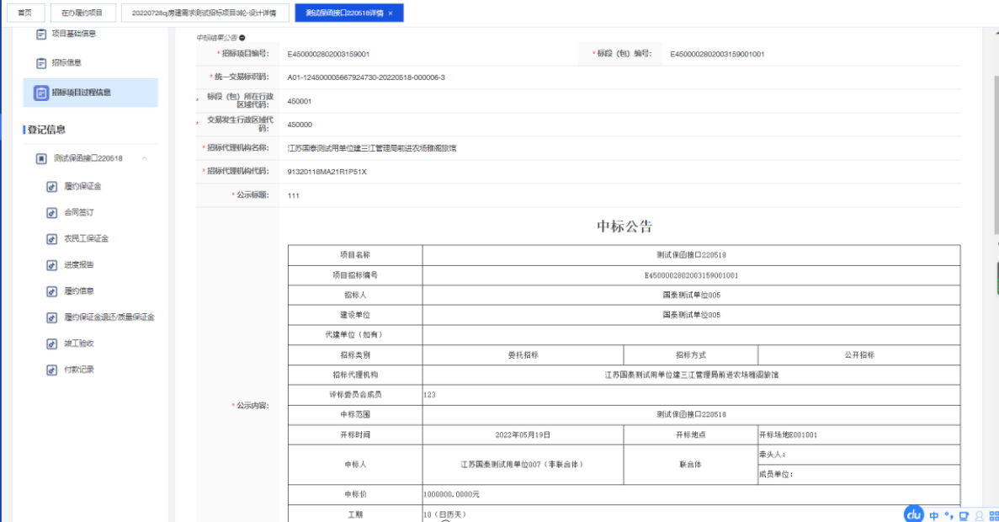 首页 在办履约项目 20220728q房建需求测试招标项目3轮-设计详情 测试保函接口220518详情 ×
项目基础信息
招标信息
招标项目过程信息
登记信息
测试保函接口220518
履约保证金
合同签订
农民工保证金
进度报告
履约信息
履约保证金退还/质量保证金
竣工验收
付款记录
中标结果公告
* 招标项目编号: E4500002802003159001 * 标段（包）编号: E4500002802003159001001
* 统一交易标识码: A01-124500005667924730-20220518-000006-3
* 标段（包）所在行政
区域代码: 450001
* 交易发生行政区域代
码: 450000
* 招标代理机构名称: 江苏国泰测试用单位建三江管理局前进农场雅阁旅馆
* 招标代理机构代码: 91320118MA21R1P51X
* 公示标题: 111
* 公示内容:
中标公告
项目名称 测试保函接口220518
项目招标编号 E4500002802003159001001
招标人 国泰测试单位005
建设单位 国泰测试单位005
代建单位（如有）
招标类别 委托招标 招标方式 公开招标
招标代理机构 江苏国泰测试用单位建三江管理局前进农场雅阁旅馆
评标委员会成员 123
中标范围 测试保函接口220518
开标时间 2022年05月19日 开标地点 开标场地E001001
中标人 江苏国泰测试用单位007（非联合体） 联合体 牵头人:
成员单位:
中标价 1000000.0000元
工期 10（日历天）
du 中